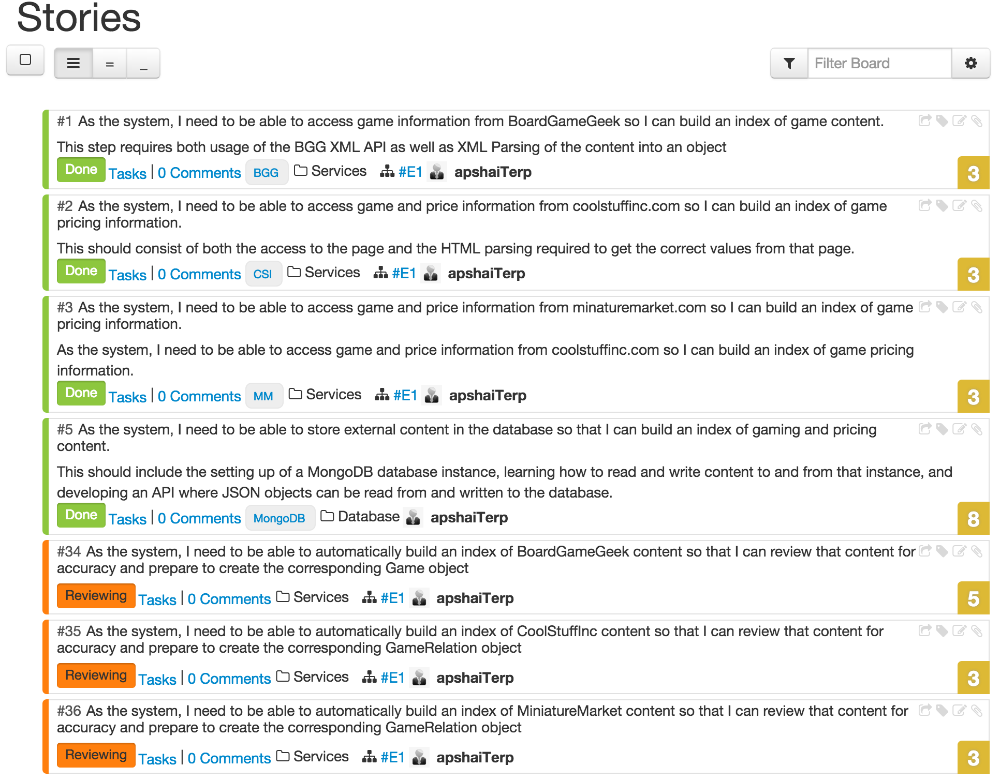 Stories
= _
Filter Board
#1 As the system, I need to be able to access game information from BoardGameGeek so I can build an index of game content.
This step requires both usage of the BGG XML API as well as XML Parsing of the content into an object
Done Tasks | 0 Comments BGG Services #E1 apshaiTerp
3
#2 As the system, I need to be able to access game and price information from coolstuffinc.com so I can build an index of game
pricing information.
This should consist of both the access to the page and the HTML parsing required to get the correct values from that page.
Done Tasks | 0 Comments CSI Services #E1 apshaiTerp
3
#3 As the system, I need to be able to access game and price information from minaturemarket.com so I can build an index of game
pricing information.
As the system, I need to be able to access game and price information from coolstuffinc.com so I can build an index of game pricing
information.
Done Tasks | 0 Comments MM Services #E1 apshaiTerp
3
#5 As the system, I need to be able to store external content in the database so that I can build an index of gaming and pricing
content.
This should include the setting up of a MongoDB database instance, learning how to read and write content to and from that instance, and
developing an API where JSON objects can be read from and written to the database.
Done Tasks | 0 Comments MongoDB Database apshaiTerp
8
#34 As the system, I need to be able to automatically build an index of BoardGameGeek content so that I can review that content for
accuracy and prepare to create the corresponding Game object
Reviewing Tasks | 0 Comments Services #E1 apshaiTerp
5
#35 As the system, I need to be able to automatically build an index of CoolStuffInc content so that I can review that content for
accuracy and prepare to create the corresponding GameRelation object
Reviewing Tasks | 0 Comments Services #E1 apshaiTerp
3
#36 As the system, I need to be able to automatically build an index of MiniatureMarket content so that I can review that content for
accuracy and prepare to create the corresponding GameRelation object
Reviewing Tasks | 0 Comments Services #E1 apshaiTerp
3